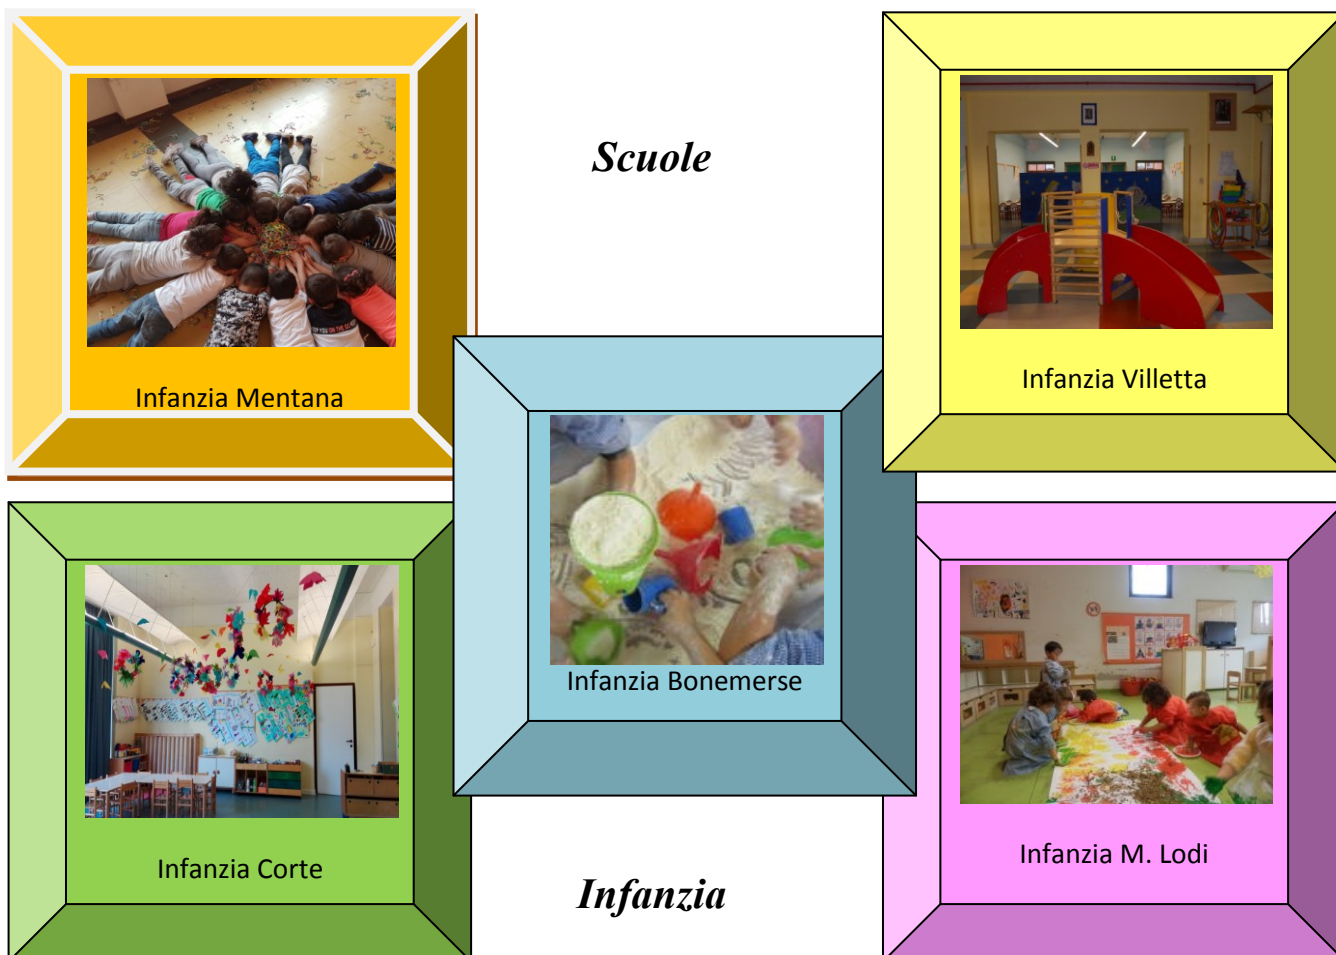 Scuole
Infanzia Mentana
Infanzia Villetta
Infanzia Bonemerse
Infanzia Corte
Infanzia M. Lodi
Infanzia